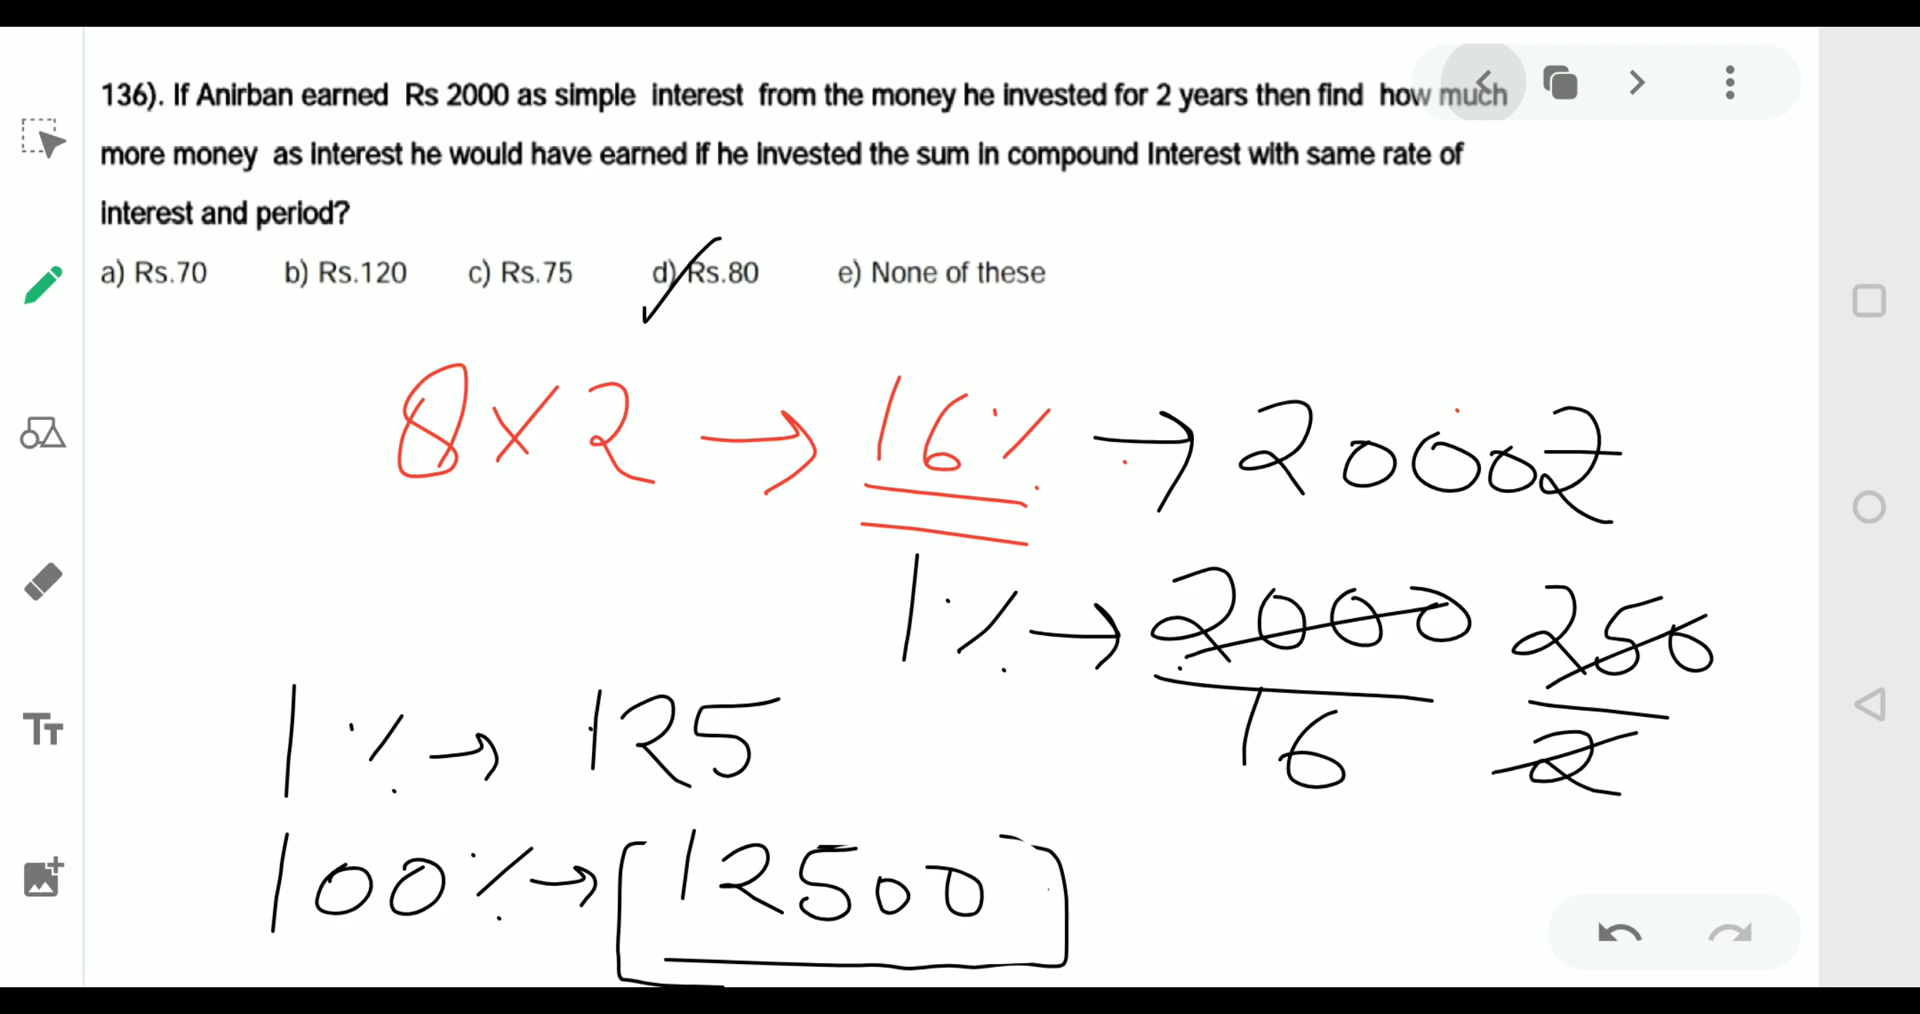 136). If Anirban earned Rs 2000 as simple interest from the money he invested for 2 years then find how much
more money as interest he would have earned if he invested the sum in compound interest with same rate of
interest and period?
a) Rs.70 b) Rs.120 c) Rs.75 d) Rs.80 e) None of these
8 × 2 → 16% → 2000₹
1% → 2000/16 250/2
1% → 125
100% → 12500
TT